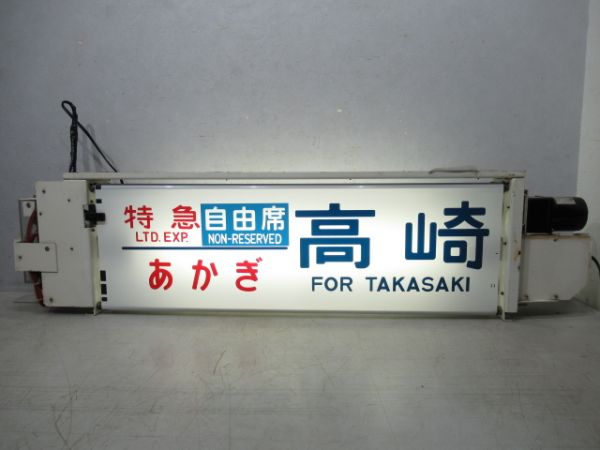 特急 自由席 高崎
LTD. EXP. NON-RESERVED
あかぎ FOR TAKASAKI